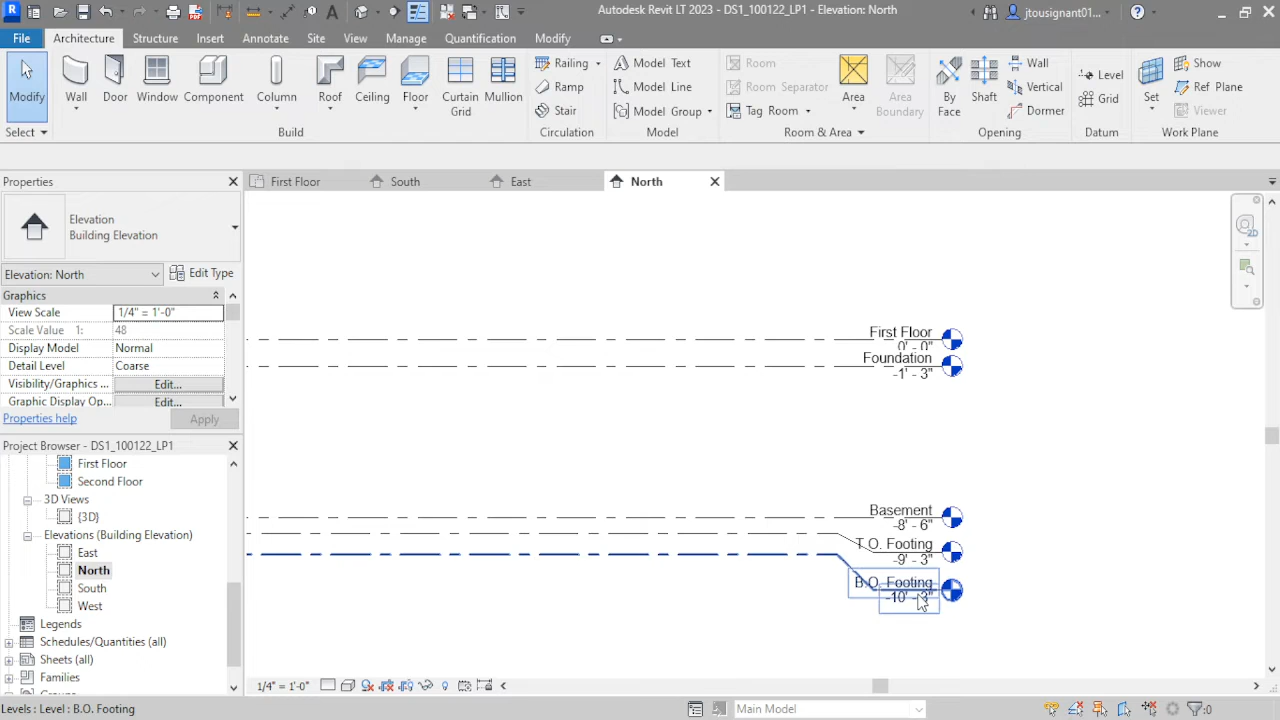 Autodesk Revit LT 2023 - DS1_100122_LP1 - Elevation: North
jtousignant01...
File Architecture Structure Insert Annotate Site View Manage Quantification Modify
Modify Wall Door Window Component Column Roof Ceiling Floor Curtain Grid Mullion
Railing Ramp Stair
Model Text Model Line Model Group
Room Room Separator Tag Room
Area Area Boundary
By Face Shaft Wall Vertical Dormer
Level Grid
Set Show Ref Plane Viewer
Select Build Circulation Model Room & Area Opening Datum Work Plane
Properties
First Floor South East North
Elevation
Building Elevation
Elevation: North Edit Type
Graphics
View Scale 1/4" = 1'-0"
Scale Value 1: 48
Display Model Normal
Detail Level Coarse
Visibility/Graphics ... Edit...
Graphic Display Op... Edit...
Properties help Apply
Project Browser - DS1_100122_LP1
First Floor
Second Floor
3D Views
{3D}
Elevations (Building Elevation)
East
North
South
West
Legends
Schedules/Quantities (all)
Sheets (all)
Families
Groups
First Floor
0' - 0"
Foundation
-1' - 3"
Basement
-8' - 6"
T.O. Footing
-9' - 3"
B.O. Footing
-10' - 3"
2D
1/4" = 1'-0"
Levels : Level : B.O. Footing
Main Model
:0